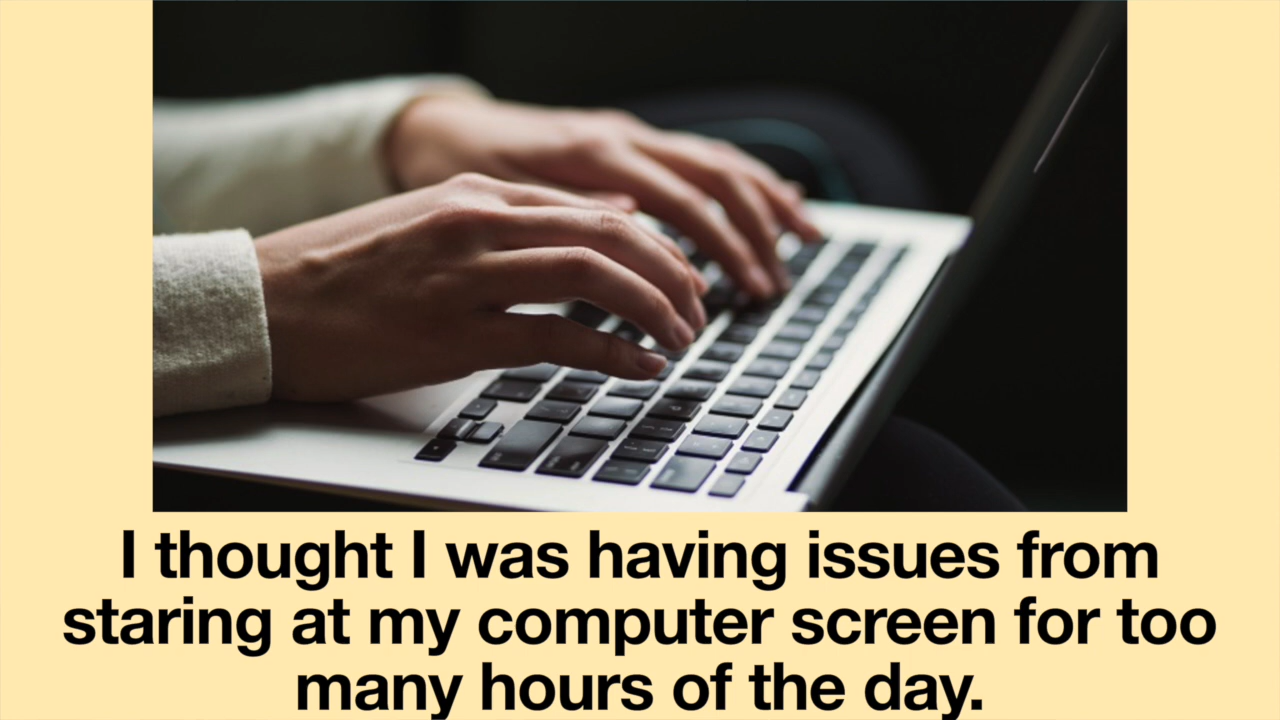 I thought I was having issues from
staring at my computer screen for too
many hours of the day.